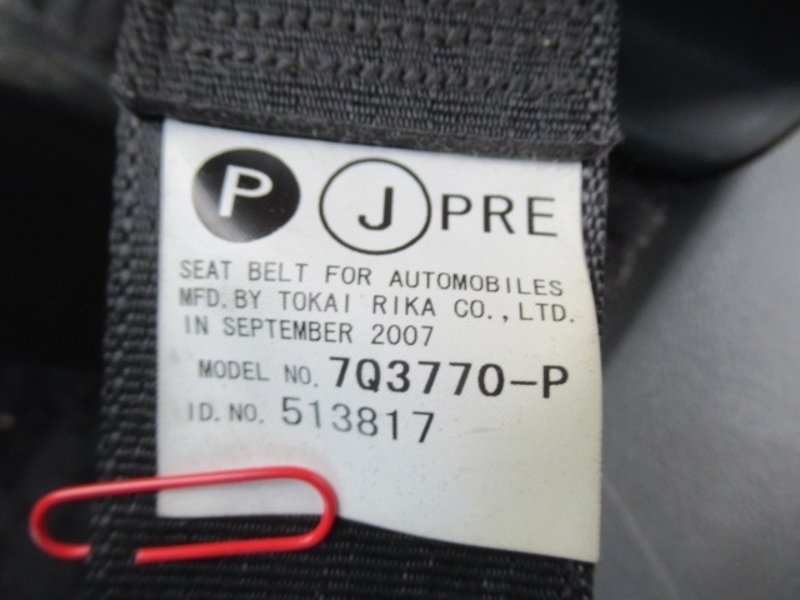 P J PRE
SEAT BELT FOR AUTOMOBILES
MFD. BY TOKAI RIKA CO., LTD.
IN SEPTEMBER 2007
MODEL NO. 7Q3770-P
ID. NO. 513817